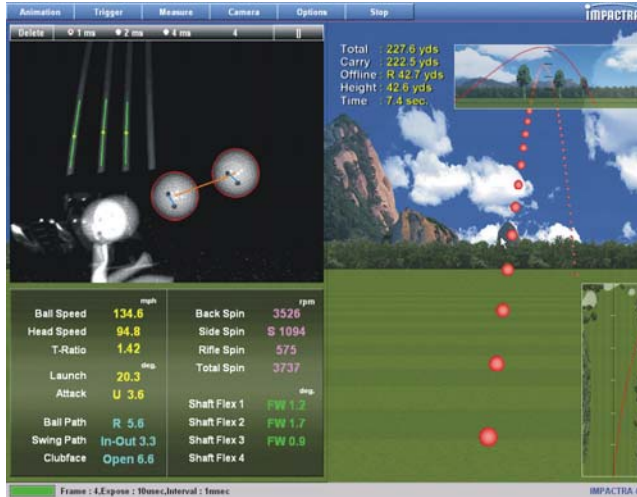 Animation Trigger Measure Camera Options Stop
IMPACTRA
Delete 1 ms 2 ms 4 ms 4 ||
Total : 227.6 yds
Carry : 222.5 yds
Offline : R 42.7 yds
Height : 42.6 yds
Time : 7.4 sec.
mph
Ball Speed 134.6
Head Speed 94.8
T-Ratio 1.42
deg.
Launch 20.3
Attack U 3.6
Ball Path R 5.6
Swing Path In-Out 3.3
Clubface Open 6.6
rpm
Back Spin 3526
Side Spin S 1094
Rifle Spin 575
Total Spin 3737
deg.
Shaft Flex 1 FW 1.2
Shaft Flex 2 FW 1.7
Shaft Flex 3 FW 0.9
Shaft Flex 4
Frame : 4,Expose : 10usec,Interval : 1msec
IMPACTRA